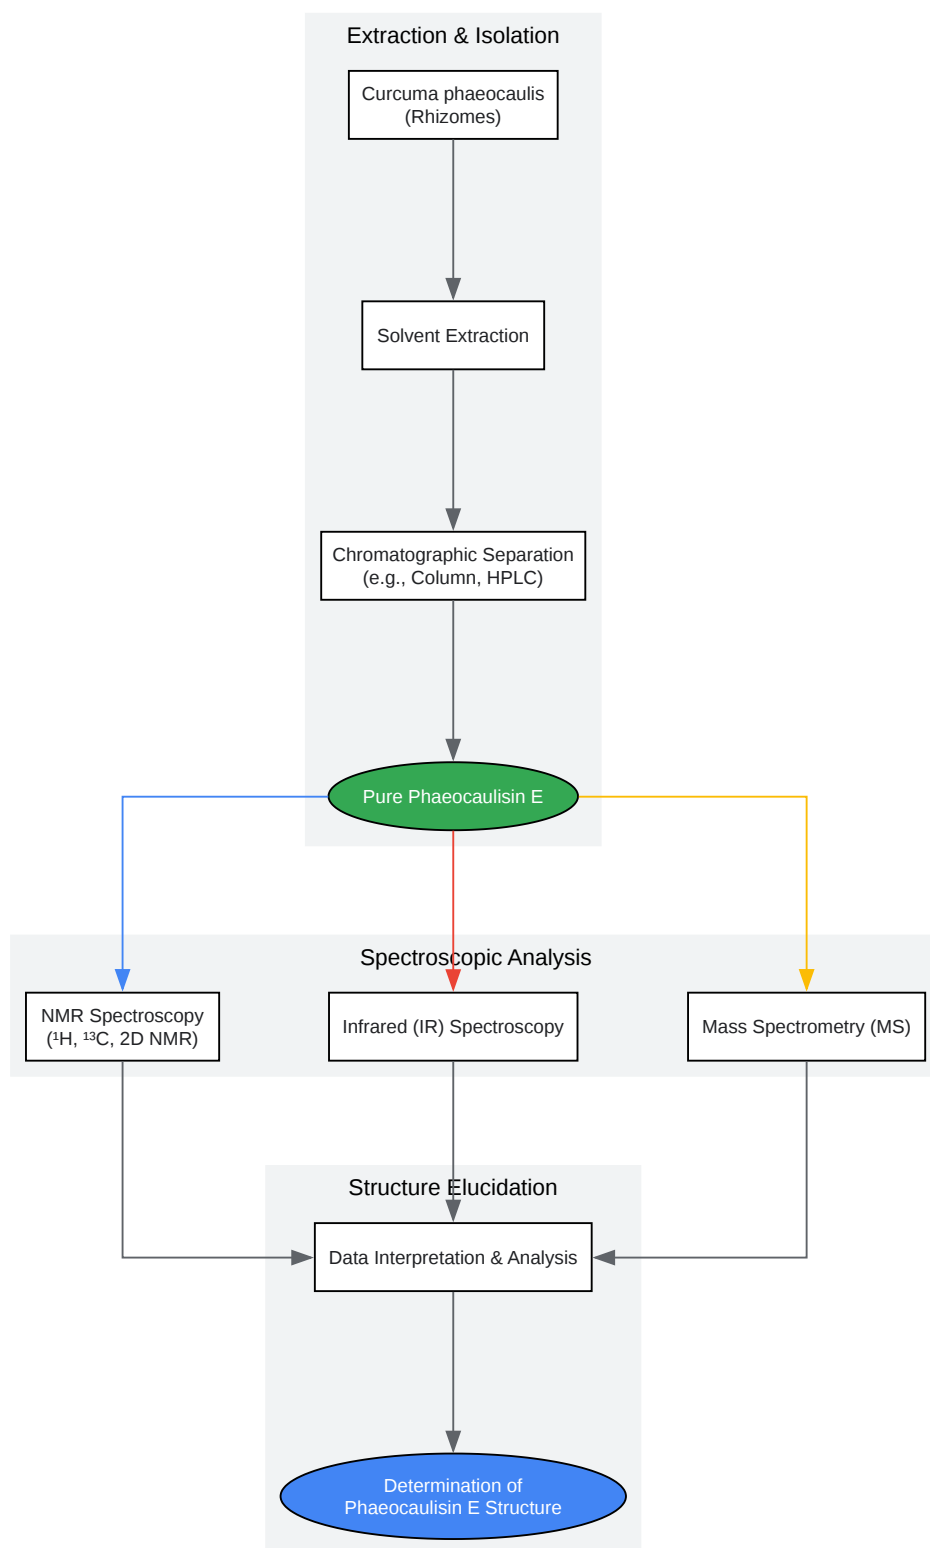 Extraction & Isolation
Curcuma phaeocaulis
(Rhizomes)
Solvent Extraction
Chromatographic Separation
(e.g., Column, HPLC)
Pure Phaeocaulisin E
Spectroscopic Analysis
NMR Spectroscopy
(¹H, ¹³C, 2D NMR)
Infrared (IR) Spectroscopy
Mass Spectrometry (MS)
Structure Elucidation
Data Interpretation & Analysis
Determination of
Phaeocaulisin E Structure